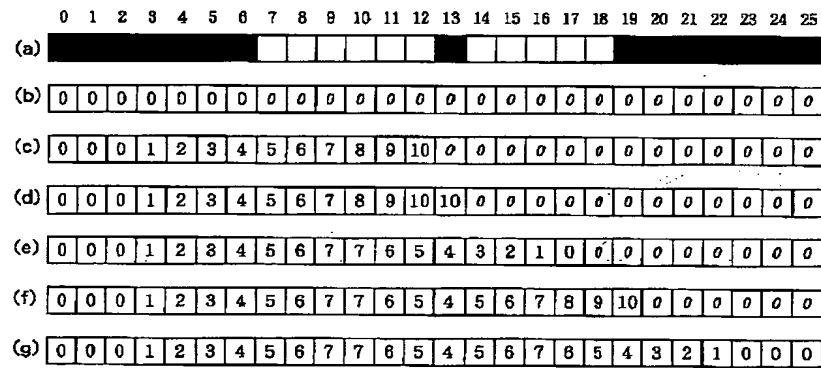 0 1 2 3 4 5 6 7 8 9 10 11 12 13 14 15 16 17 18 19 20 21 22 23 24 25
(a)
(b) 0 0 0 0 0 0 0 0 0 0 0 0 0 0 0 0 0 0 0 0 0 0 0 0 0 0
(c) 0 0 0 1 2 3 4 5 6 7 8 9 10 0 0 0 0 0 0 0 0 0 0 0 0 0
(d) 0 0 0 1 2 3 4 5 6 7 8 9 10 10 0 0 0 0 0 0 0 0 0 0 0 0
(e) 0 0 0 1 2 3 4 5 6 7 7 6 5 4 3 2 1 0 0 0 0 0 0 0 0 0
(f) 0 0 0 1 2 3 4 5 6 7 7 6 5 4 5 6 7 8 9 10 0 0 0 0 0 0
(g) 0 0 0 1 2 3 4 5 6 7 7 6 5 4 5 6 7 6 5 4 3 2 1 0 0 0